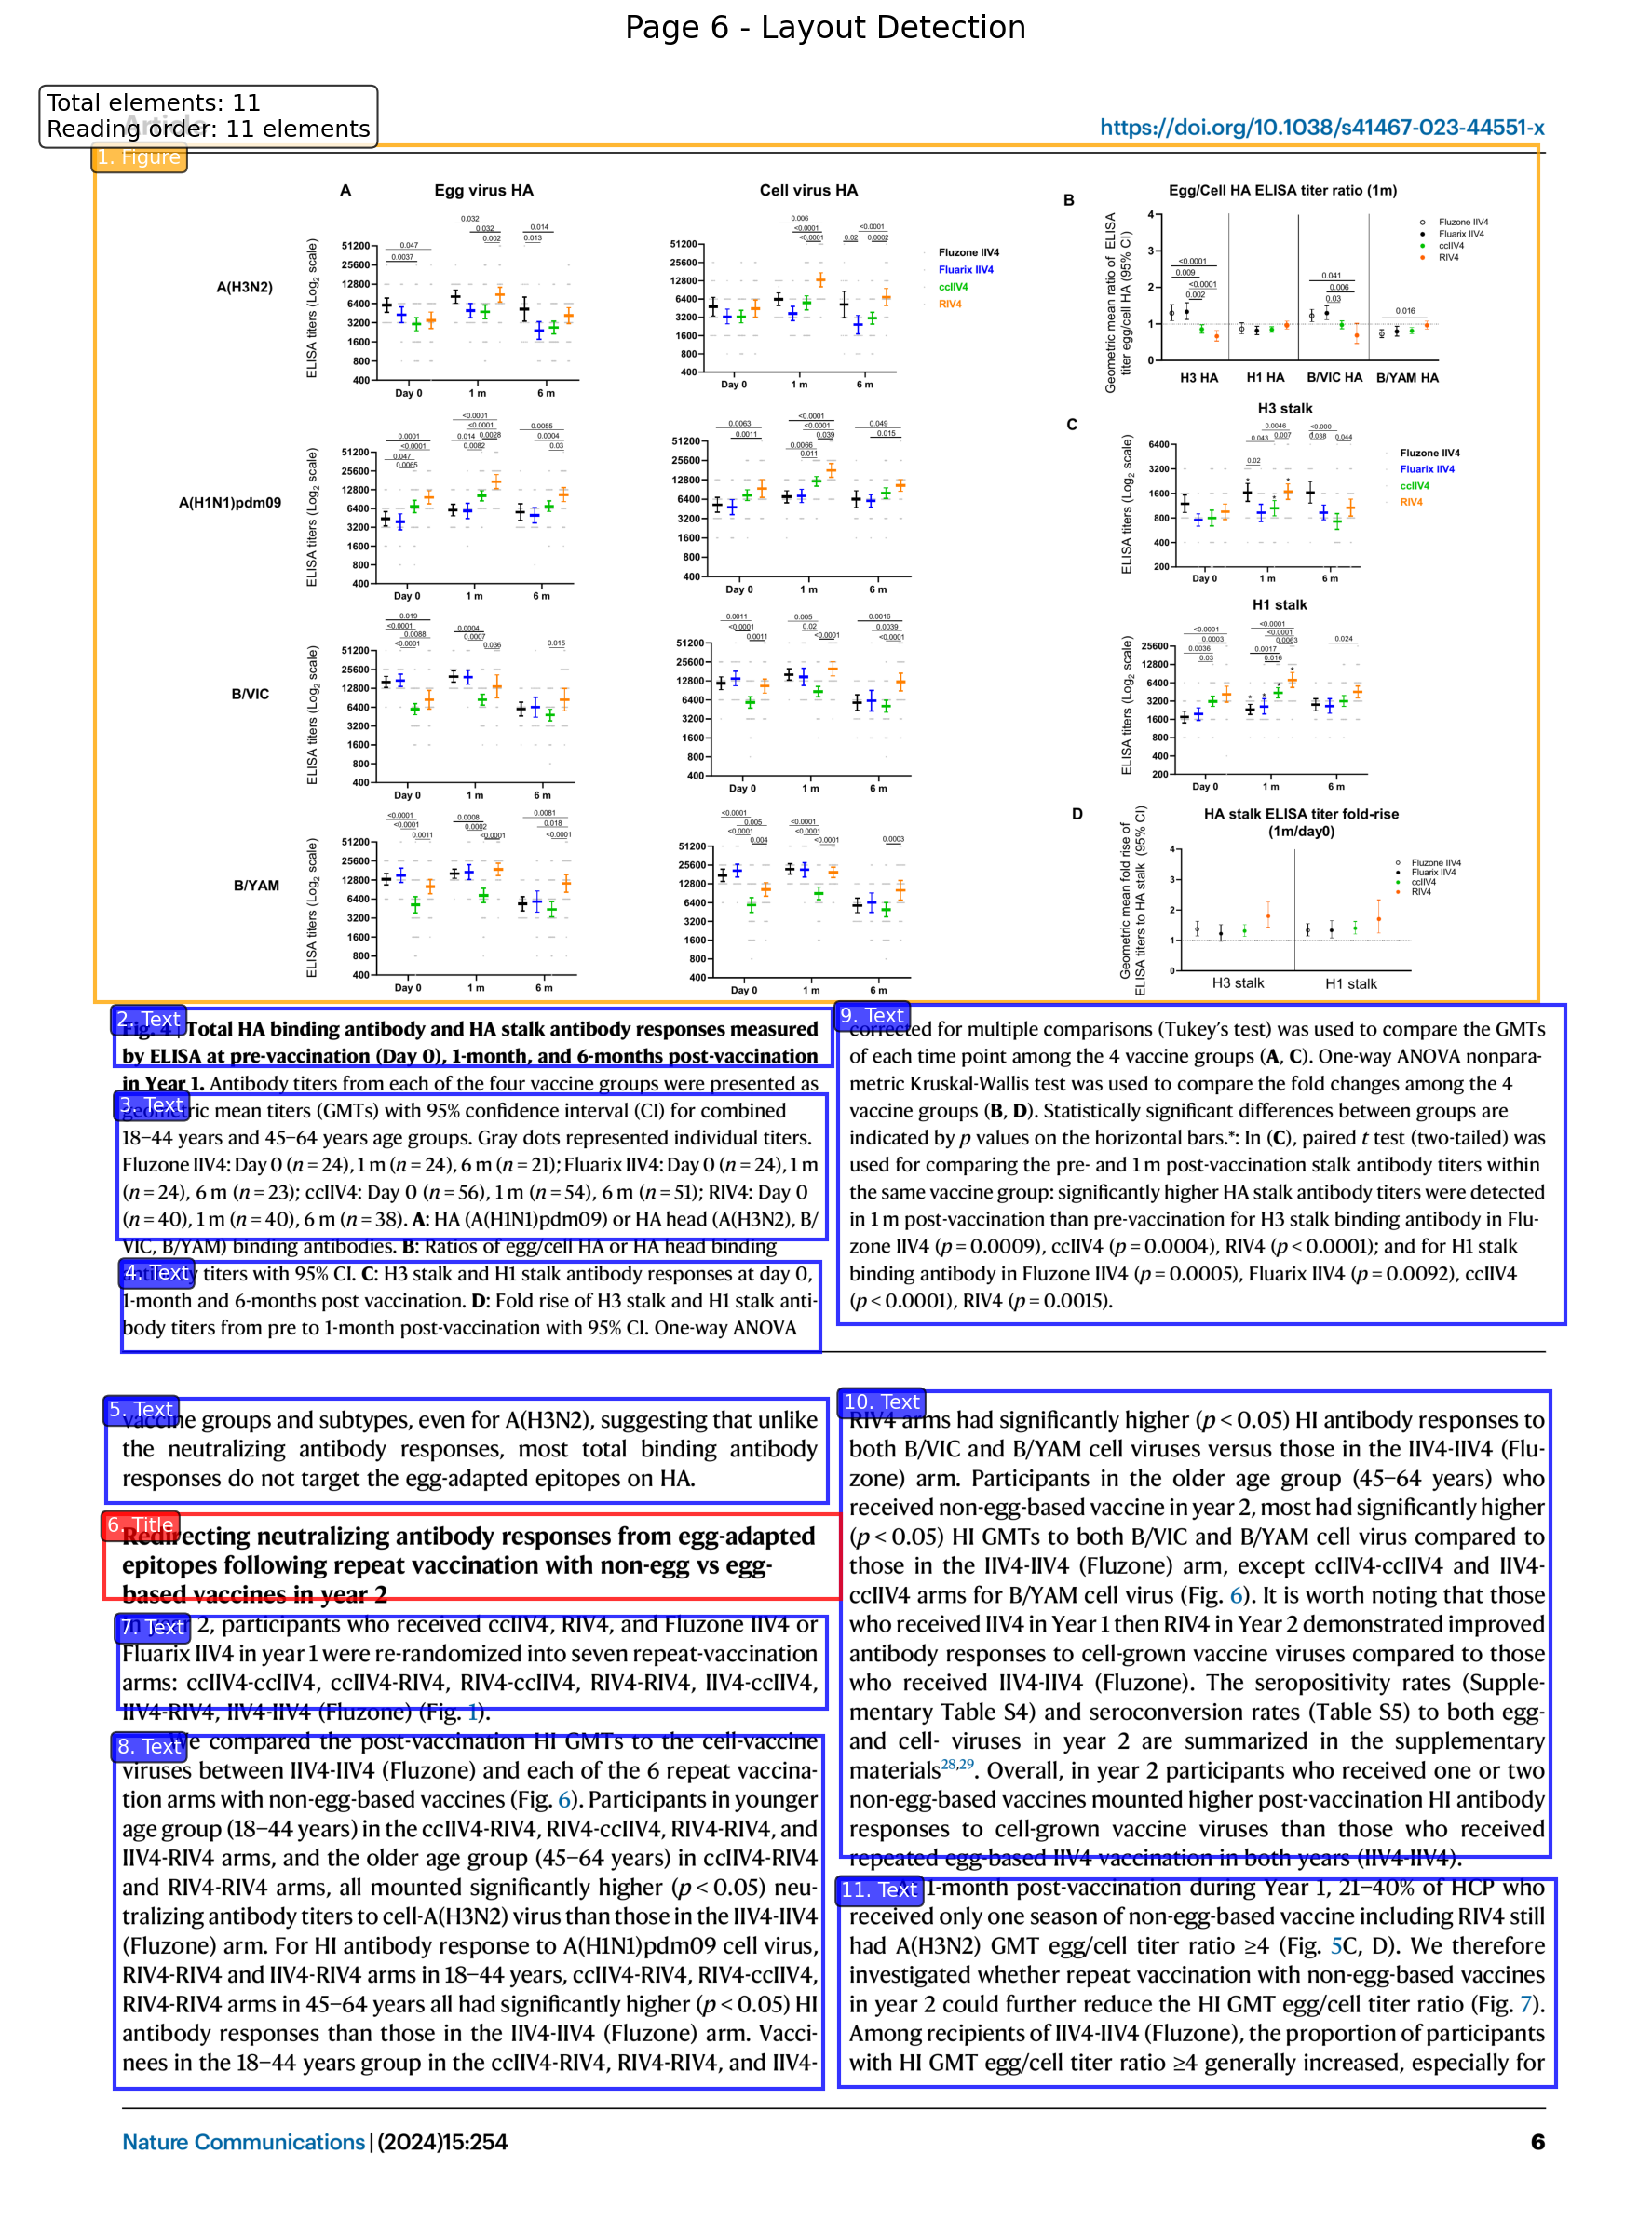 Page 6 - Layout Detection
Total elements: 11
Reading order: 11 elements
Article
https://doi.org/10.1038/s41467-023-44551-x
1. Figure
A
Egg virus HA
Cell virus HA
B
Egg/Cell HA ELISA titer ratio (1m)
A(H3N2)
A(H1N1)pdm09
B/VIC
B/YAM
ELISA titers (Log2 scale)
Day 0 1 m 6 m
Fluzone IIV4
Fluarix IIV4
ccIIV4
RIV4
Geometric mean ratio of ELISA
titer egg/cell HA (95% CI)
H3 HA H1 HA B/VIC HA B/YAM HA
C
H3 stalk
H1 stalk
D
HA stalk ELISA titer fold-rise
(1m/day0)
Geometric mean fold rise of
ELISA titers to HA stalk (95% CI)
H3 stalk H1 stalk
2. Text
Fig. 4 | Total HA binding antibody and HA stalk antibody responses measured
by ELISA at pre-vaccination (Day 0), 1-month, and 6-months post-vaccination
in Year 1. Antibody titers from each of the four vaccine groups were presented as
3. Text
geometric mean titers (GMTs) with 95% confidence interval (CI) for combined
18–44 years and 45–64 years age groups. Gray dots represented individual titers.
Fluzone IIV4: Day 0 (n = 24), 1 m (n = 24), 6 m (n = 21); Fluarix IIV4: Day 0 (n = 24), 1 m
(n = 24), 6 m (n = 23); ccIIV4: Day 0 (n = 56), 1 m (n = 54), 6 m (n = 51); RIV4: Day 0
(n = 40), 1 m (n = 40), 6 m (n = 38). A: HA (A(H1N1)pdm09) or HA head (A(H3N2), B/
VIC, B/YAM) binding antibodies. B: Ratios of egg/cell HA or HA head binding
4. Text
antibody titers with 95% CI. C: H3 stalk and H1 stalk antibody responses at day 0,
1-month and 6-months post vaccination. D: Fold rise of H3 stalk and H1 stalk anti-
body titers from pre to 1-month post-vaccination with 95% CI. One-way ANOVA
9. Text
corrected for multiple comparisons (Tukey's test) was used to compare the GMTs
of each time point among the 4 vaccine groups (A, C). One-way ANOVA nonpara-
metric Kruskal-Wallis test was used to compare the fold changes among the 4
vaccine groups (B, D). Statistically significant differences between groups are
indicated by p values on the horizontal bars.*: In (C), paired t test (two-tailed) was
used for comparing the pre- and 1 m post-vaccination stalk antibody titers within
the same vaccine group: significantly higher HA stalk antibody titers were detected
in 1 m post-vaccination than pre-vaccination for H3 stalk binding antibody in Flu-
zone IIV4 (p = 0.0009), ccIIV4 (p = 0.0004), RIV4 (p < 0.0001); and for H1 stalk
binding antibody in Fluzone IIV4 (p = 0.0005), Fluarix IIV4 (p = 0.0092), ccIIV4
(p < 0.0001), RIV4 (p = 0.0015).
5. Text
vaccine groups and subtypes, even for A(H3N2), suggesting that unlike
the neutralizing antibody responses, most total binding antibody
responses do not target the egg-adapted epitopes on HA.
6. Title
Redirecting neutralizing antibody responses from egg-adapted
epitopes following repeat vaccination with non-egg vs egg-
based vaccines in year 2
7. Text
In year 2, participants who received ccIIV4, RIV4, and Fluzone IIV4 or
Fluarix IIV4 in year 1 were re-randomized into seven repeat-vaccination
arms: ccIIV4-ccIIV4, ccIIV4-RIV4, RIV4-ccIIV4, RIV4-RIV4, IIV4-ccIIV4,
IIV4-RIV4, IIV4-IIV4 (Fluzone) (Fig. 1).
8. Text
We compared the post-vaccination HI GMTs to the cell-vaccine
viruses between IIV4-IIV4 (Fluzone) and each of the 6 repeat vaccina-
tion arms with non-egg-based vaccines (Fig. 6). Participants in younger
age group (18–44 years) in the ccIIV4-RIV4, RIV4-ccIIV4, RIV4-RIV4, and
IIV4-RIV4 arms, and the older age group (45–64 years) in ccIIV4-RIV4
and RIV4-RIV4 arms, all mounted significantly higher (p < 0.05) neu-
tralizing antibody titers to cell-A(H3N2) virus than those in the IIV4-IIV4
(Fluzone) arm. For HI antibody response to A(H1N1)pdm09 cell virus,
RIV4-RIV4 and IIV4-RIV4 arms in 18–44 years, ccIIV4-RIV4, RIV4-ccIIV4,
RIV4-RIV4 arms in 45–64 years all had significantly higher (p < 0.05) HI
antibody responses than those in the IIV4-IIV4 (Fluzone) arm. Vacci-
nees in the 18–44 years group in the ccIIV4-RIV4, RIV4-RIV4, and IIV4-
10. Text
RIV4 arms had significantly higher (p < 0.05) HI antibody responses to
both B/VIC and B/YAM cell viruses versus those in the IIV4-IIV4 (Flu-
zone) arm. Participants in the older age group (45–64 years) who
received non-egg-based vaccine in year 2, most had significantly higher
(p < 0.05) HI GMTs to both B/VIC and B/YAM cell virus compared to
those in the IIV4-IIV4 (Fluzone) arm, except ccIIV4-ccIIV4 and IIV4-
ccIIV4 arms for B/YAM cell virus (Fig. 6). It is worth noting that those
who received IIV4 in Year 1 then RIV4 in Year 2 demonstrated improved
antibody responses to cell-grown vaccine viruses compared to those
who received IIV4-IIV4 (Fluzone). The seropositivity rates (Supple-
mentary Table S4) and seroconversion rates (Table S5) to both egg-
and cell- viruses in year 2 are summarized in the supplementary
materials28,29. Overall, in year 2 participants who received one or two
non-egg-based vaccines mounted higher post-vaccination HI antibody
responses to cell-grown vaccine viruses than those who received
repeated egg-based IIV4 vaccination in both years (IIV4-IIV4).
11. Text
At 1-month post-vaccination during Year 1, 21–40% of HCP who
received only one season of non-egg-based vaccine including RIV4 still
had A(H3N2) GMT egg/cell titer ratio ≥4 (Fig. 5C, D). We therefore
investigated whether repeat vaccination with non-egg-based vaccines
in year 2 could further reduce the HI GMT egg/cell titer ratio (Fig. 7).
Among recipients of IIV4-IIV4 (Fluzone), the proportion of participants
with HI GMT egg/cell titer ratio ≥4 generally increased, especially for
Nature Communications | (2024)15:254
6